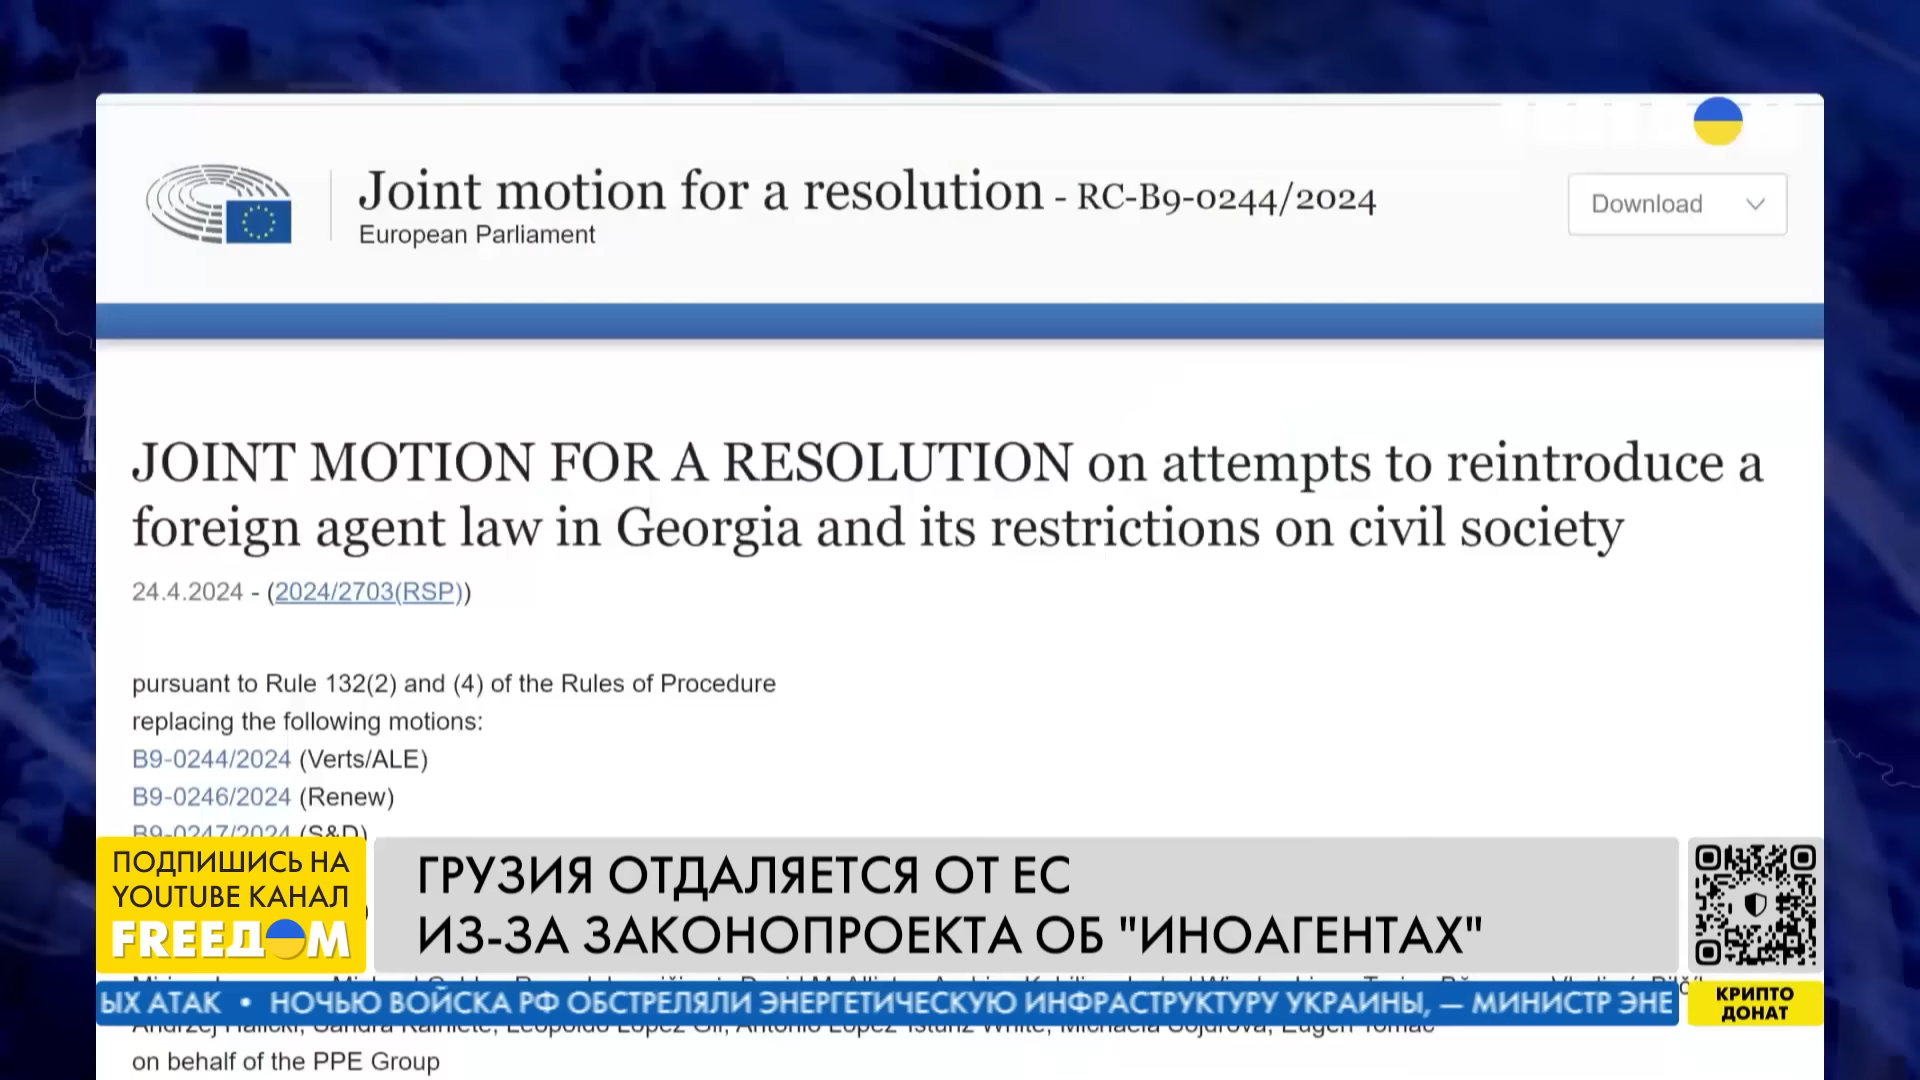 Joint motion for a resolution - RC-B9-0244/2024
European Parliament
Download
JOINT MOTION FOR A RESOLUTION on attempts to reintroduce a
foreign agent law in Georgia and its restrictions on civil society
24.4.2024 - (2024/2703(RSP))
pursuant to Rule 132(2) and (4) of the Rules of Procedure
replacing the following motions:
B9-0244/2024 (Verts/ALE)
B9-0246/2024 (Renew)
B9-0247/2024 (S&D)
ПОДПИШИСЬ НА
YOUTUBE КАНАЛ
FREEДОМ
ГРУЗИЯ ОТДАЛЯЕТСЯ ОТ ЕС
ИЗ-ЗА ЗАКОНОПРОЕКТА ОБ "ИНОАГЕНТАХ"
ЫХ АТАК • НОЧЬЮ ВОЙСКА РФ ОБСТРЕЛЯЛИ ЭНЕРГЕТИЧЕСКУЮ ИНФРАСТРУКТУРУ УКРАИНЫ, — МИНИСТР ЭНЕ
КРИПТО
ДОНАТ
on behalf of the PPE Group